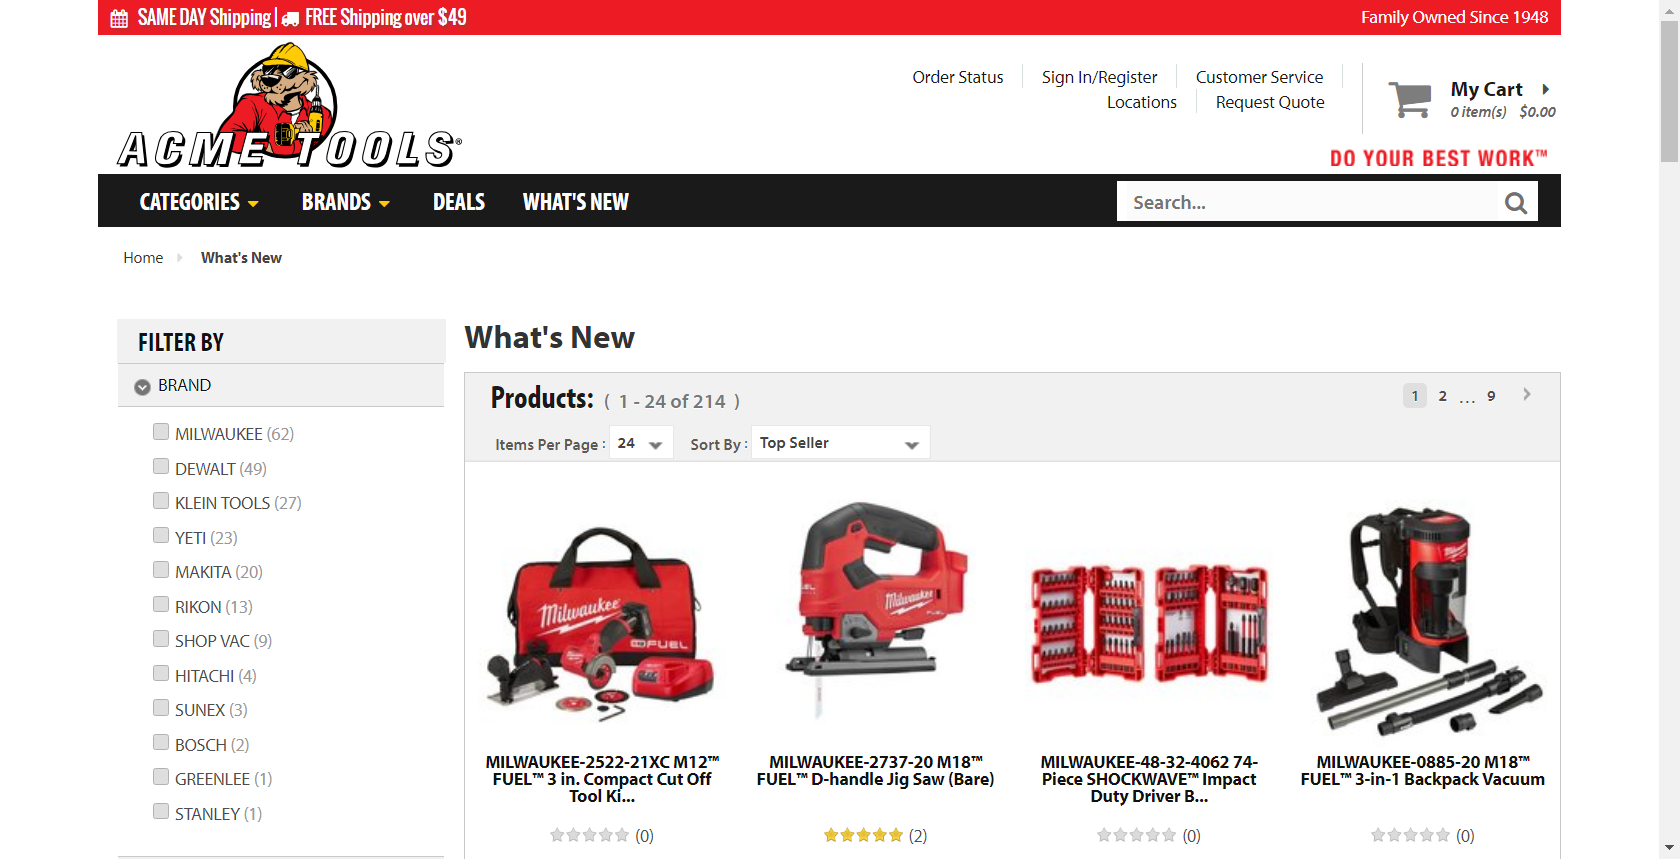 SAME DAY Shipping | FREE Shipping over $49
Family Owned Since 1948
ACME TOOLS®
Order Status
Sign In/Register
Customer Service
Locations
Request Quote
My Cart
0 item(s) $0.00
DO YOUR BEST WORK™
CATEGORIES
BRANDS
DEALS
WHAT'S NEW
Search...
Home
What's New
FILTER BY
BRAND
MILWAUKEE (62)
DEWALT (49)
KLEIN TOOLS (27)
YETI (23)
MAKITA (20)
RIKON (13)
SHOP VAC (9)
HITACHI (4)
SUNEX (3)
BOSCH (2)
GREENLEE (1)
STANLEY (1)
What's New
Products: ( 1 - 24 of 214 )
1 2 ... 9
Items Per Page : 24
Sort By : Top Seller
Milwaukee
FUEL
Milwaukee
FUEL
Milwaukee
MILWAUKEE-2522-21XC M12™
FUEL™ 3 in. Compact Cut Off
Tool Ki...
(0)
MILWAUKEE-2737-20 M18™
FUEL™ D-handle Jig Saw (Bare)
(2)
MILWAUKEE-48-32-4062 74-
Piece SHOCKWAVE™ Impact
Duty Driver B...
(0)
MILWAUKEE-0885-20 M18™
FUEL™ 3-in-1 Backpack Vacuum
(0)